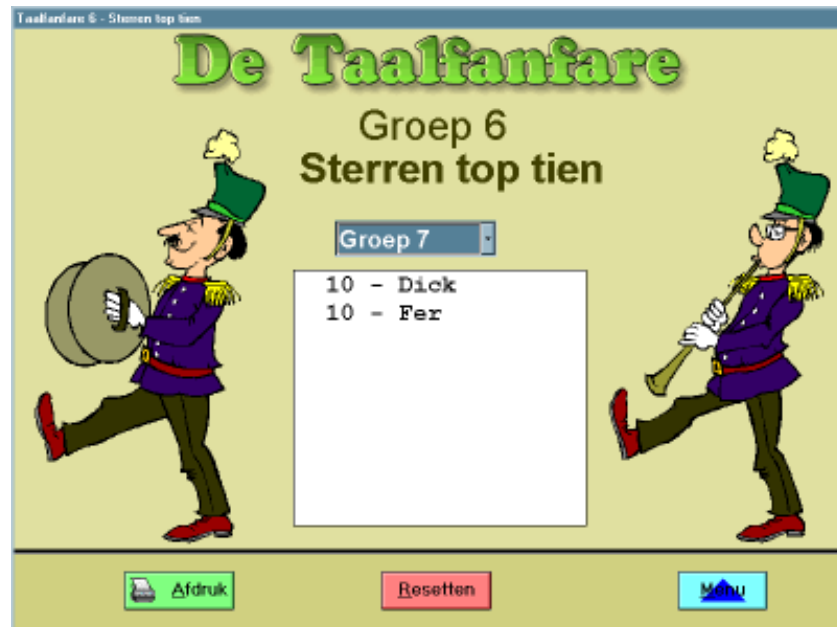 Taalfanfare 6 - Sterren top tien
De Taalfanfare
Groep 6
Sterren top tien
Groep 7
10 - Dick
10 - Fer
Afdruk
Resetten
Menu